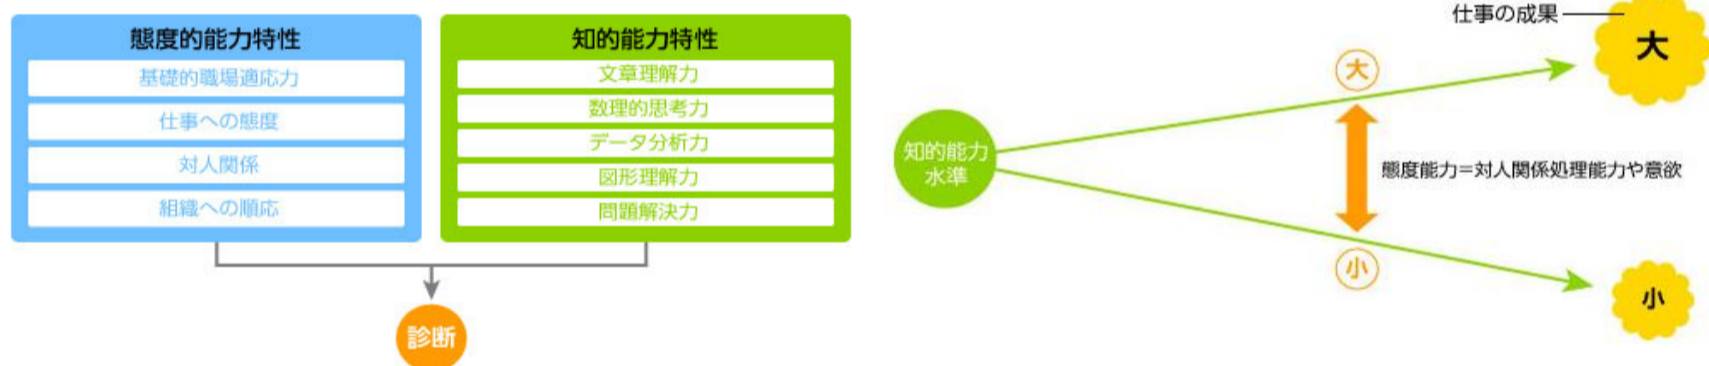 態度的能力特性
基礎的職場適応力
仕事への態度
対人関係
組織への順応
知的能力特性
文章理解力
数理的思考力
データ分析力
図形理解力
問題解決力
診断
知的能力
水準
仕事の成果
大
大
態度能力=対人関係処理能力や意欲
小
小